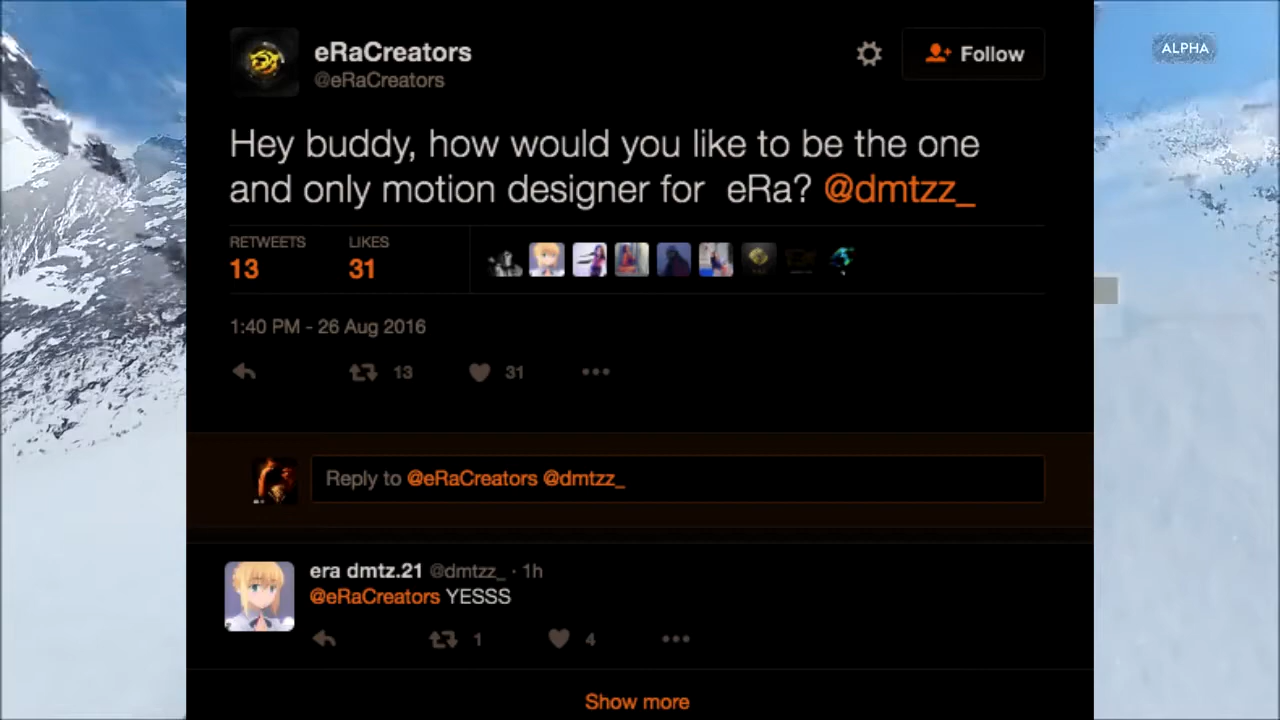 ALPHA
eRaCreators
@eRaCreators
Follow
Hey buddy, how would you like to be the one
and only motion designer for eRa? @dmtzz_
RETWEETS LIKES
13 31
1:40 PM - 26 Aug 2016
13 31
Reply to @eRaCreators @dmtzz_
era dmtz.21 @dmtzz_ · 1h
@eRaCreators YESSS
1 4
Show more